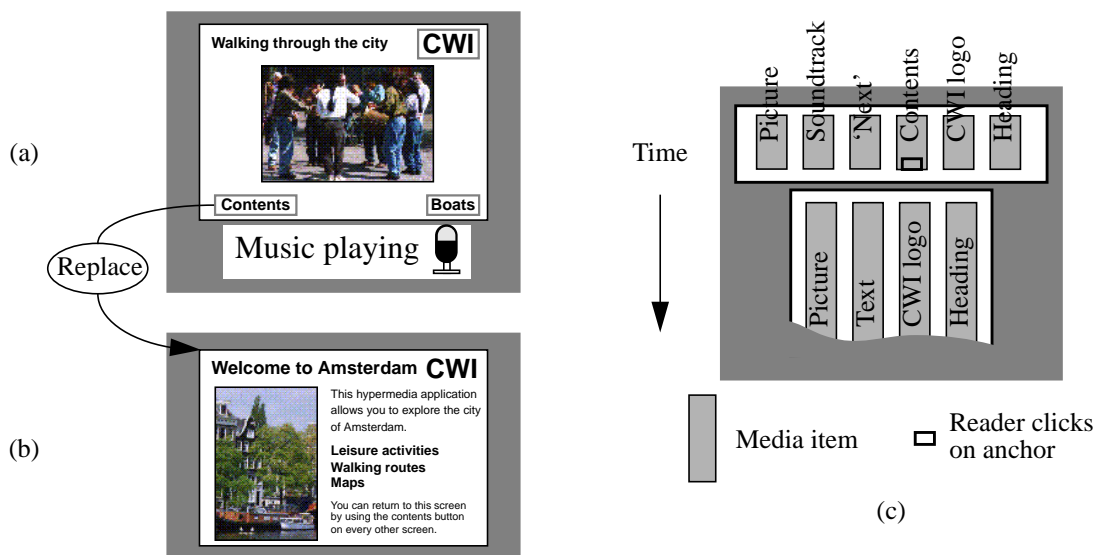 (a)
Walking through the city
CWI
Contents
Boats
Music playing
Replace
(b)
Welcome to Amsterdam
CWI
This hypermedia application
allows you to explore the city
of Amsterdam.
Leisure activities
Walking routes
Maps
You can return to this screen
by using the contents button
on every other screen.
Time
Picture
Soundtrack
‘Next’
Contents
CWI logo
Heading
Picture
Text
CWI logo
Heading
Media item
Reader clicks
on anchor
(c)